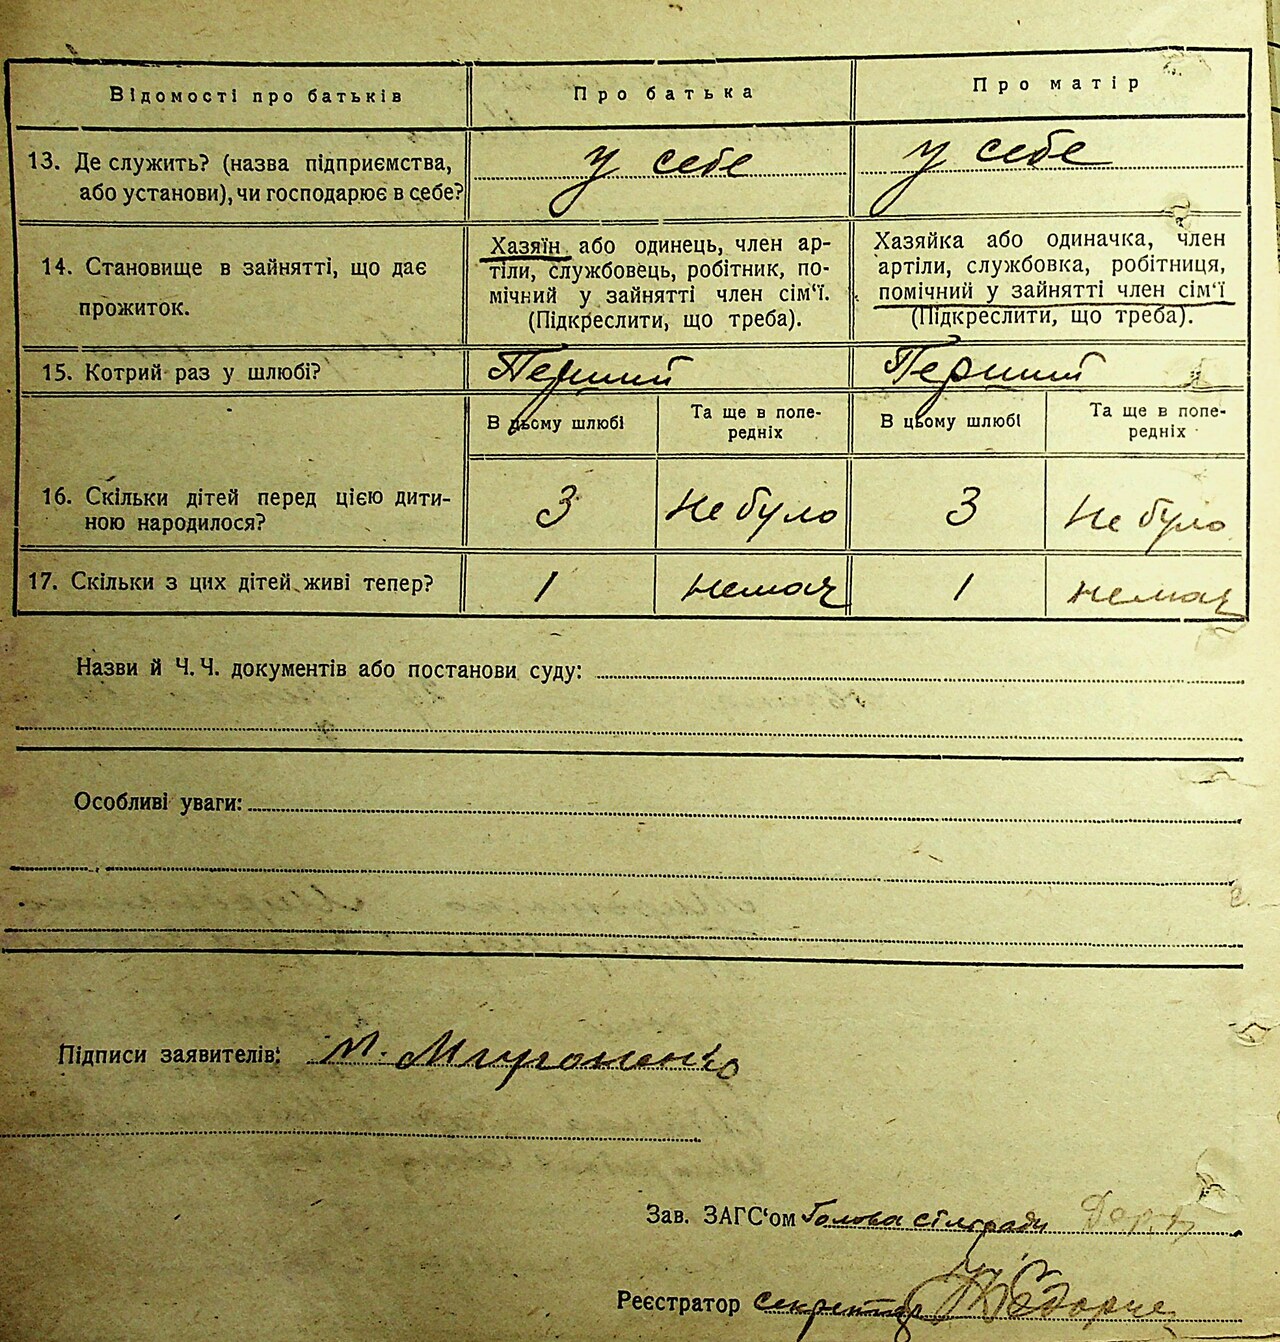 Відомості про батьків Про батька Про матір
13. Де служить? (назва підприємства, або установи), чи господарює в себе? у себе у себе
14. Становище в зайнятті, що дає прожиток.
Хазяїн або одинець, член ар-
тіли, службовець, робітник, по-
мічний у зайнятті член сім'ї.
(Підкреслити, що треба).
Хазяйка або одиначка, член
артіли, службовка, робітниця,
помічний у зайнятті член сім'ї
(Підкреслити, що треба).
15. Котрий раз у шлюбі? Перший Перший
В цьому шлюбі Та ще в попе-
редніх В цьому шлюбі Та ще в попе-
редніх
16. Скільки дітей перед цією дити-
ною народилося? 3 не було 3 не було
17. Скільки з цих дітей живі тепер? 1 немає 1 немає
Назви й Ч. Ч. документів або постанови суду:
Особливі уваги:
Підписи заявителів: М.
Зав. ЗАГС'ом Голова сілради
Реєстратор секретар